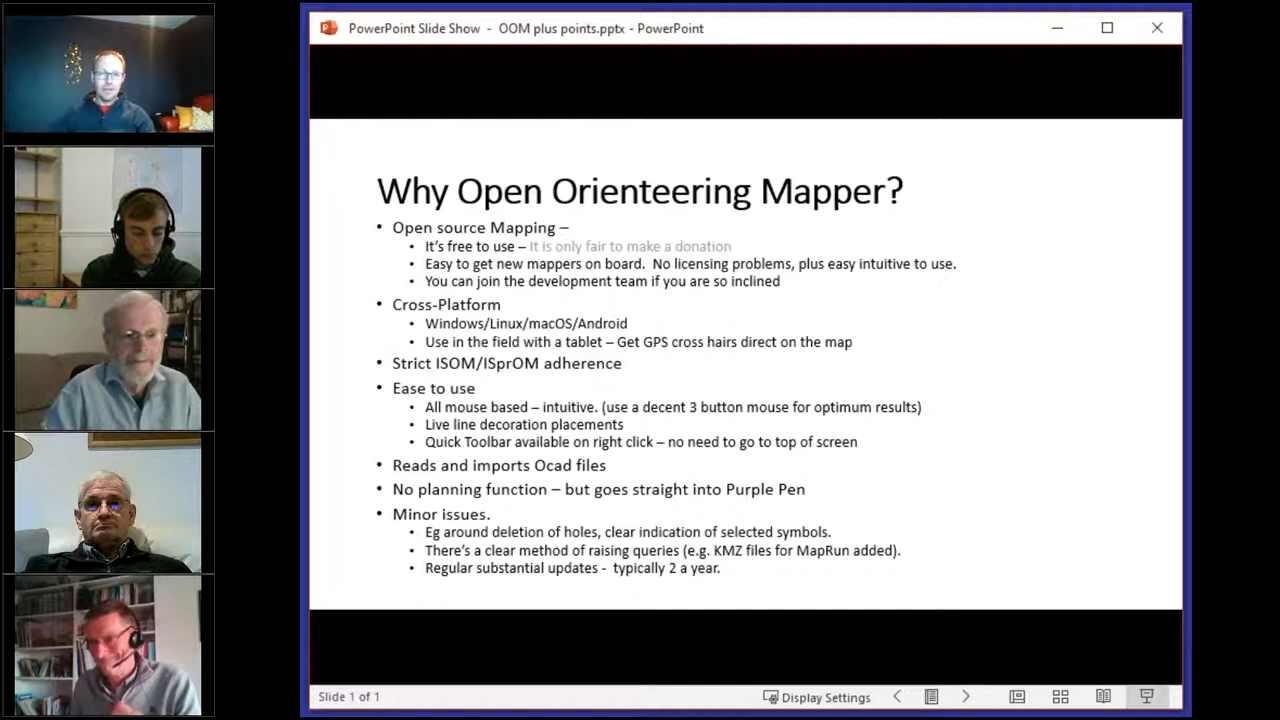 PowerPoint Slide Show - OOM plus points.pptx - PowerPoint
Why Open Orienteering Mapper?
• Open source Mapping –
• It's free to use – It is only fair to make a donation
• Easy to get new mappers on board. No licensing problems, plus easy intuitive to use.
• You can join the development team if you are so inclined
• Cross-Platform
• Windows/Linux/macOS/Android
• Use in the field with a tablet – Get GPS cross hairs direct on the map
• Strict ISOM/ISprOM adherence
• Ease to use
• All mouse based – intuitive. (use a decent 3 button mouse for optimum results)
• Live line decoration placements
• Quick Toolbar available on right click – no need to go to top of screen
• Reads and imports Ocad files
• No planning function – but goes straight into Purple Pen
• Minor issues.
• Eg around deletion of holes, clear indication of selected symbols.
• There's a clear method of raising queries (e.g. KMZ files for MapRun added).
• Regular substantial updates - typically 2 a year.
Slide 1 of 1
Display Settings